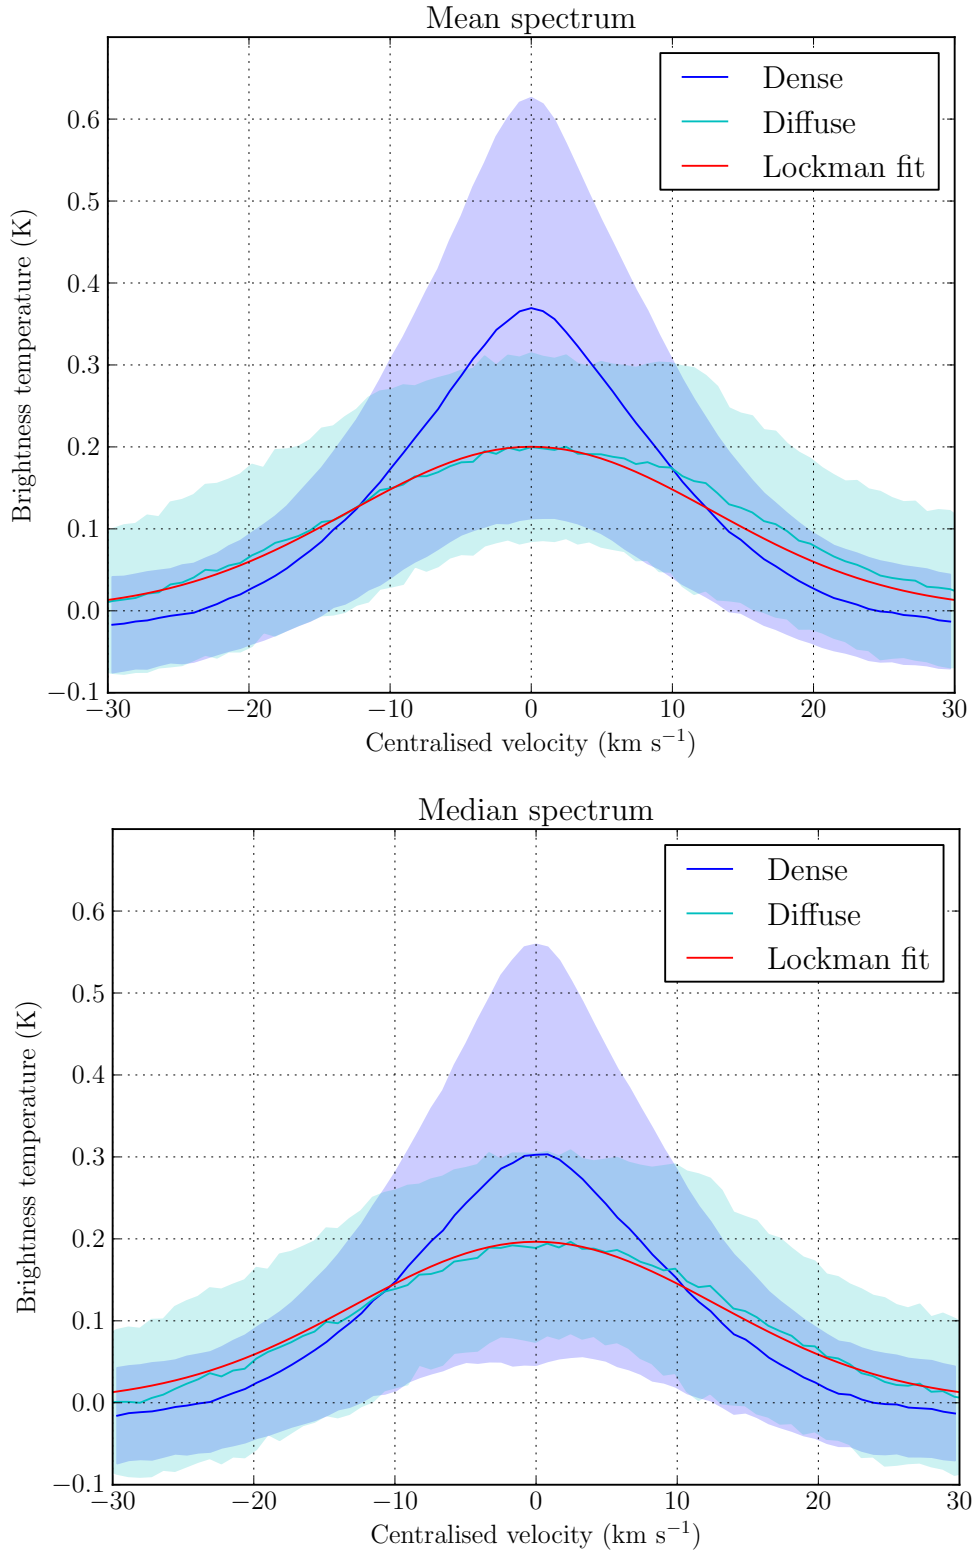 Mean spectrum
Dense
Diffuse
Lockman fit
Brightness temperature (K)
0.6
0.5
0.4
0.3
0.2
0.1
0.0
−0.1
−30 −20 −10 0 10 20 30
Centralised velocity (km s⁻¹)
Median spectrum
Dense
Diffuse
Lockman fit
Brightness temperature (K)
0.6
0.5
0.4
0.3
0.2
0.1
0.0
−0.1
−30 −20 −10 0 10 20 30
Centralised velocity (km s⁻¹)